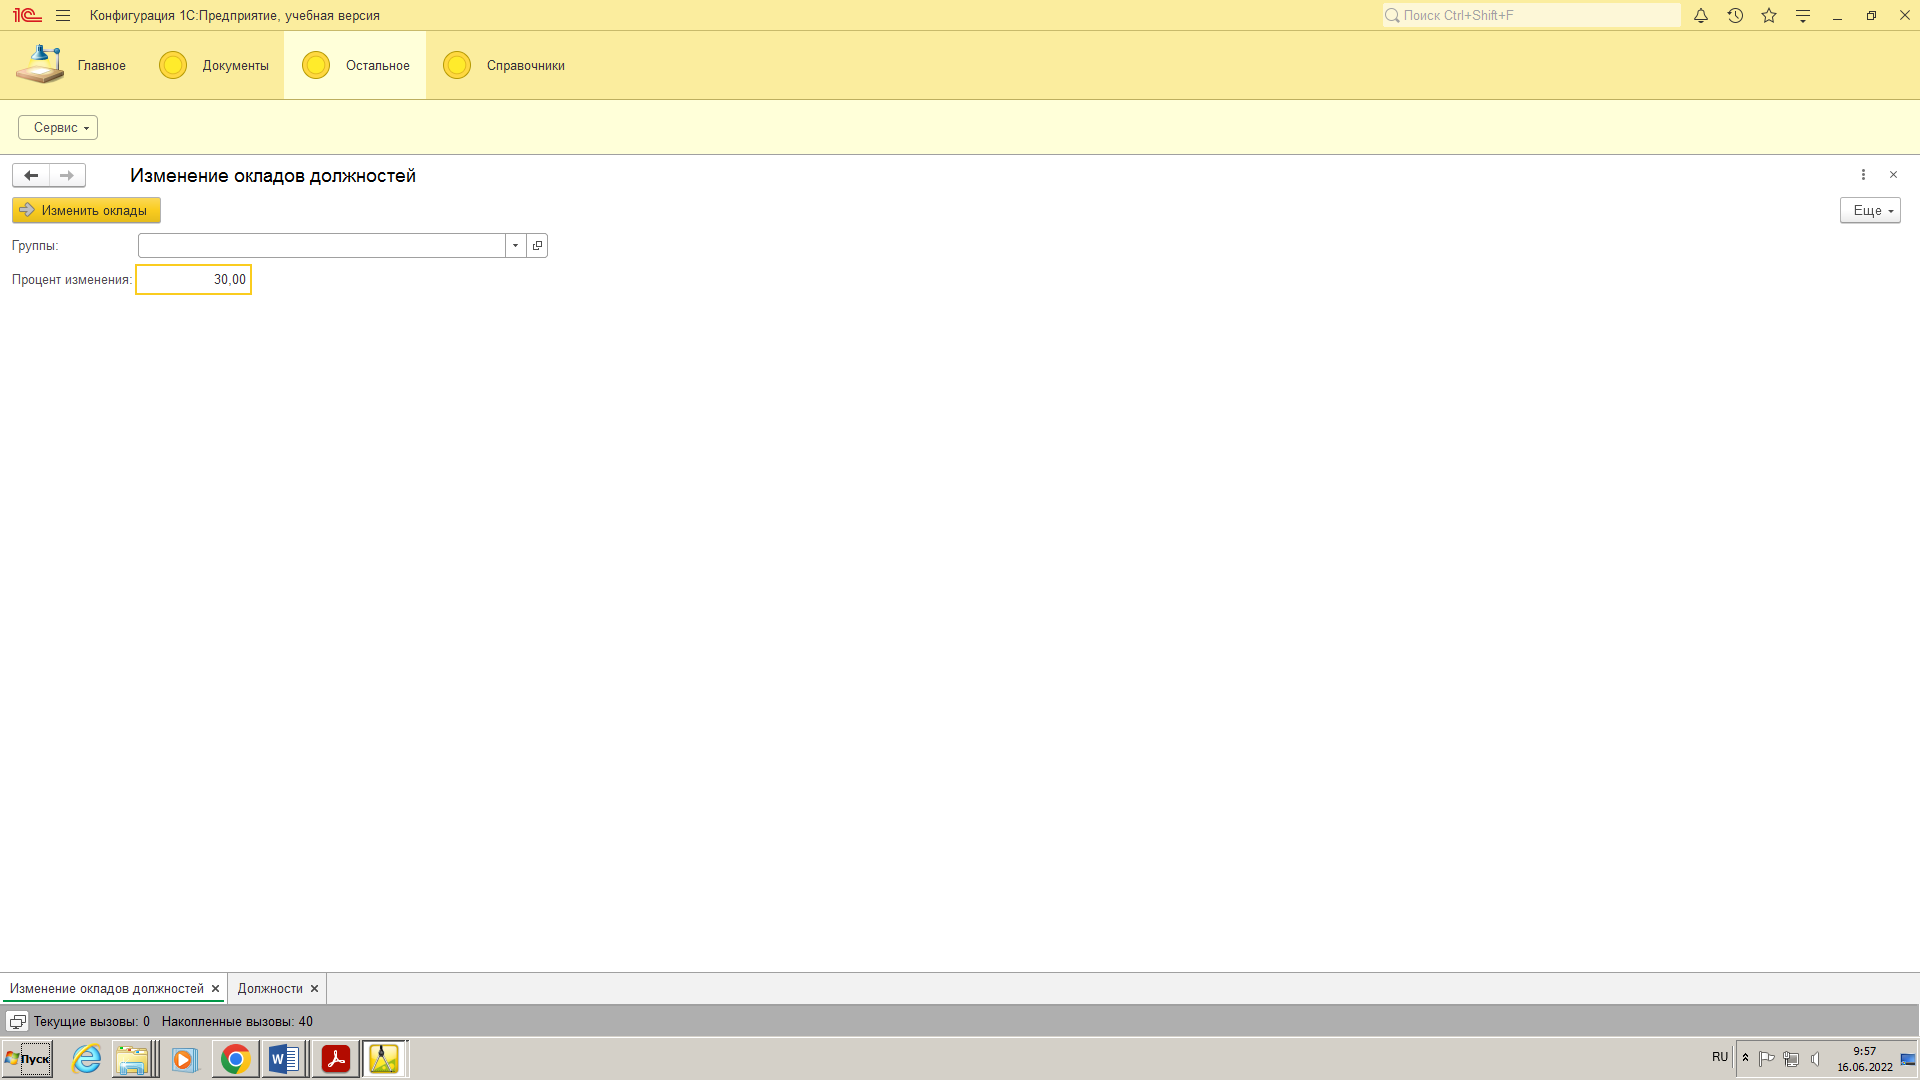 1С Конфигурация 1С:Предприятие, учебная версия Поиск Ctrl+Shift+F
Главное Документы Остальное Справочники
Сервис
Изменение окладов должностей
Изменить оклады Еще
Группы:
Процент изменения: 30,00
Изменение окладов должностей Должности
Текущие вызовы: 0 Накопленные вызовы: 40
Пуск RU 9:57
16.06.2022